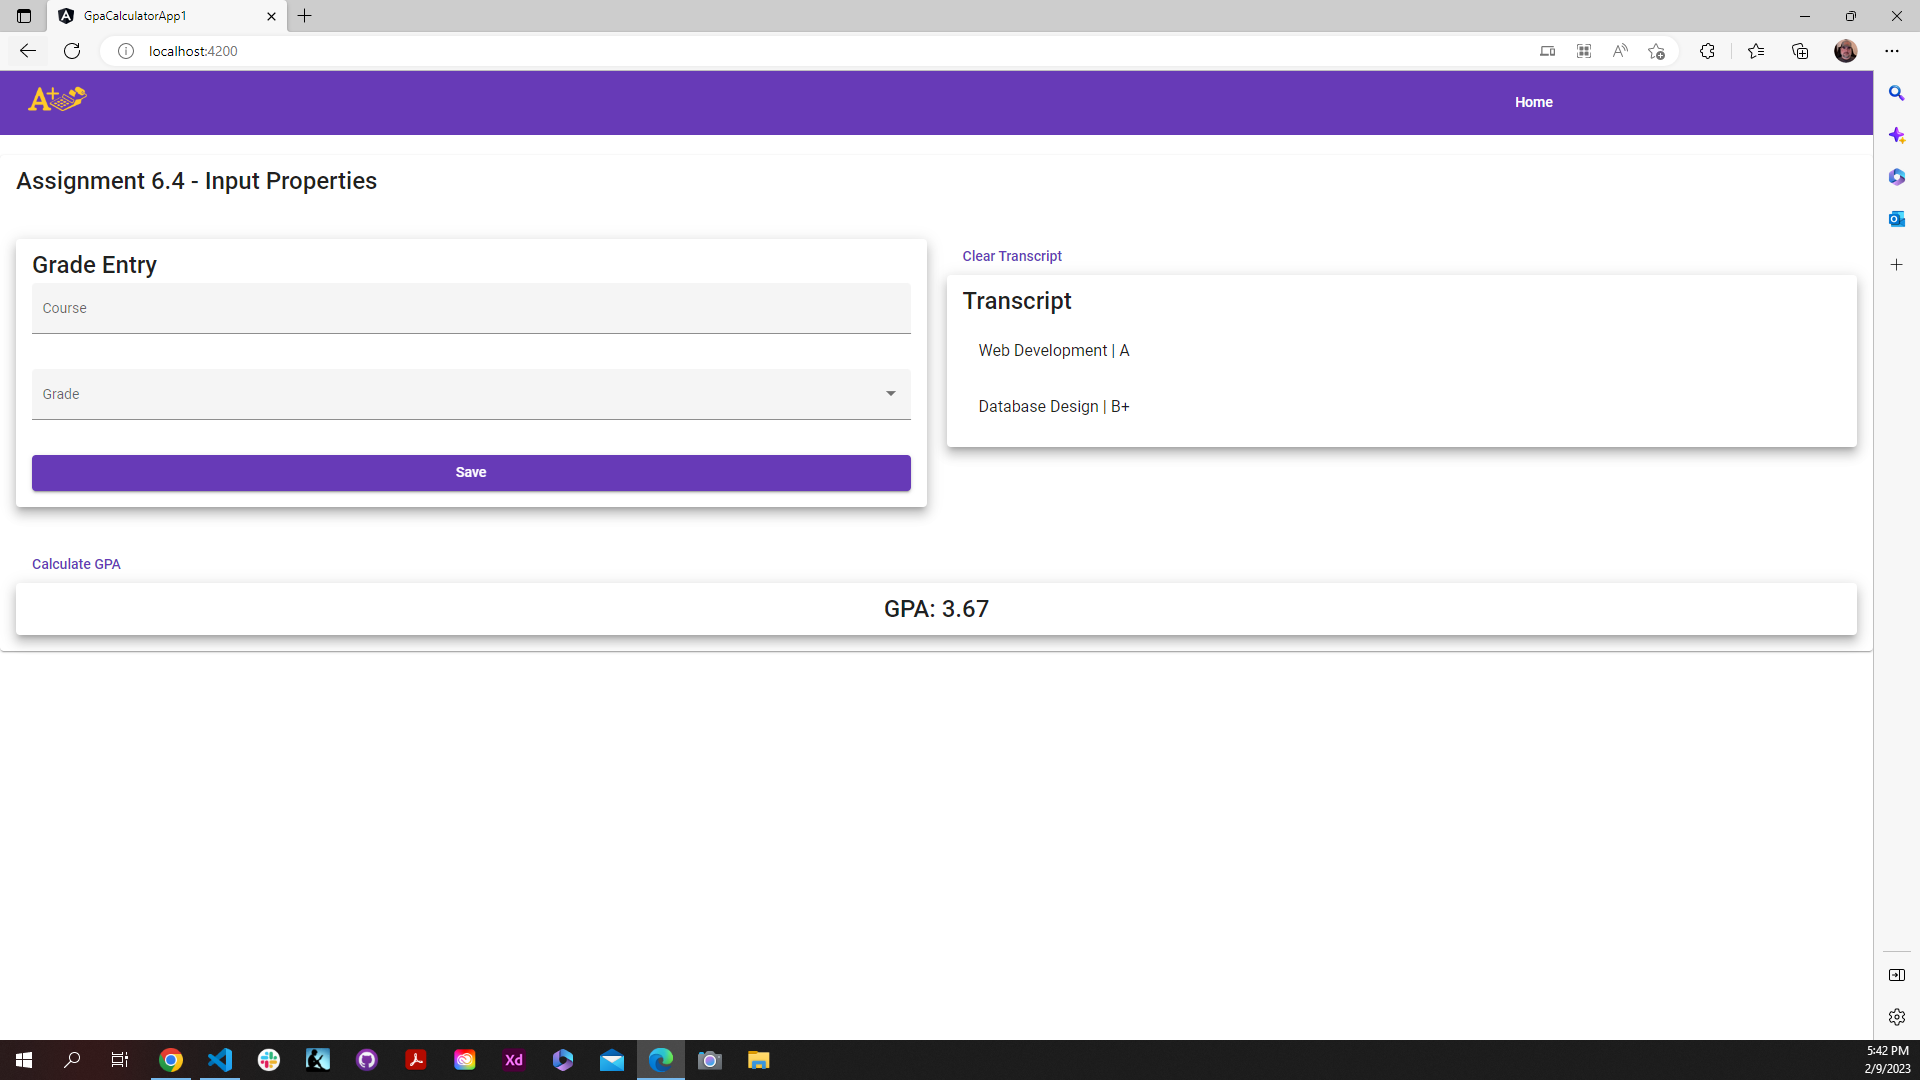 GpaCalculatorApp1
localhost:4200
A+
Home
Assignment 6.4 - Input Properties
Grade Entry
Course
Grade
Save
Clear Transcript
Transcript
Web Development | A
Database Design | B+
Calculate GPA
GPA: 3.67
Xd
5:42 PM
2/9/2023